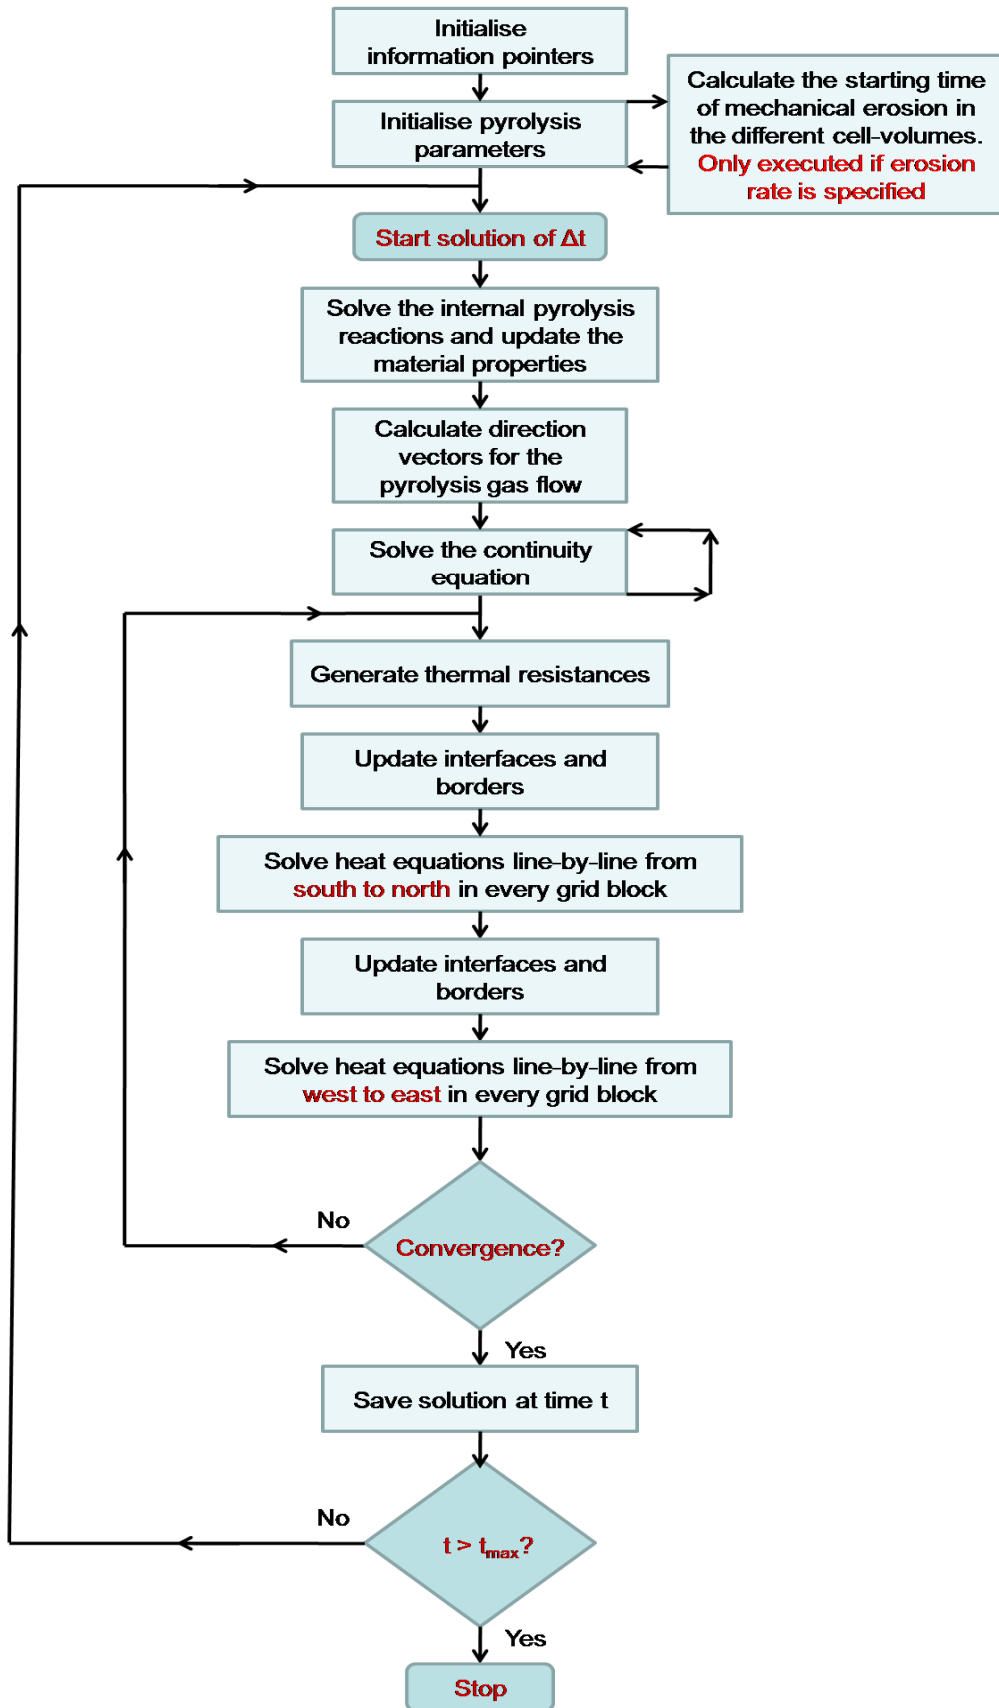 Initialise
information pointers
Initialise pyrolysis
parameters
Calculate the starting time
of mechanical erosion in
the different cell-volumes.
Only executed if erosion
rate is specified
Start solution of Δt
Solve the internal pyrolysis
reactions and update the
material properties
Calculate direction
vectors for the
pyrolysis gas flow
Solve the continuity
equation
Generate thermal resistances
Update interfaces and
borders
Solve heat equations line-by-line from
south to north in every grid block
Update interfaces and
borders
Solve heat equations line-by-line from
west to east in every grid block
No
Convergence?
Yes
Save solution at time t
No
t > tmax?
Yes
Stop